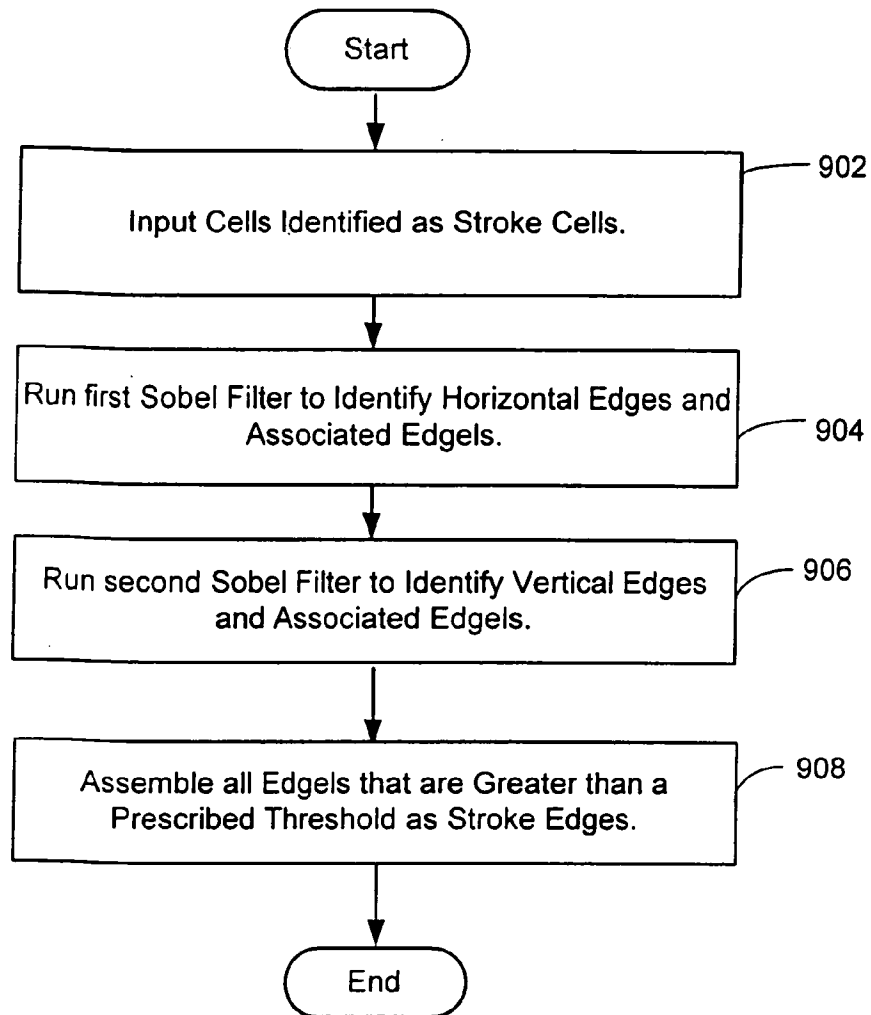 Start
902
Input Cells Identified as Stroke Cells.
Run first Sobel Filter to Identify Horizontal Edges and
Associated Edgels.
904
Run second Sobel Filter to Identify Vertical Edges
and Associated Edgels.
906
Assemble all Edgels that are Greater than a
Prescribed Threshold as Stroke Edges.
908
End